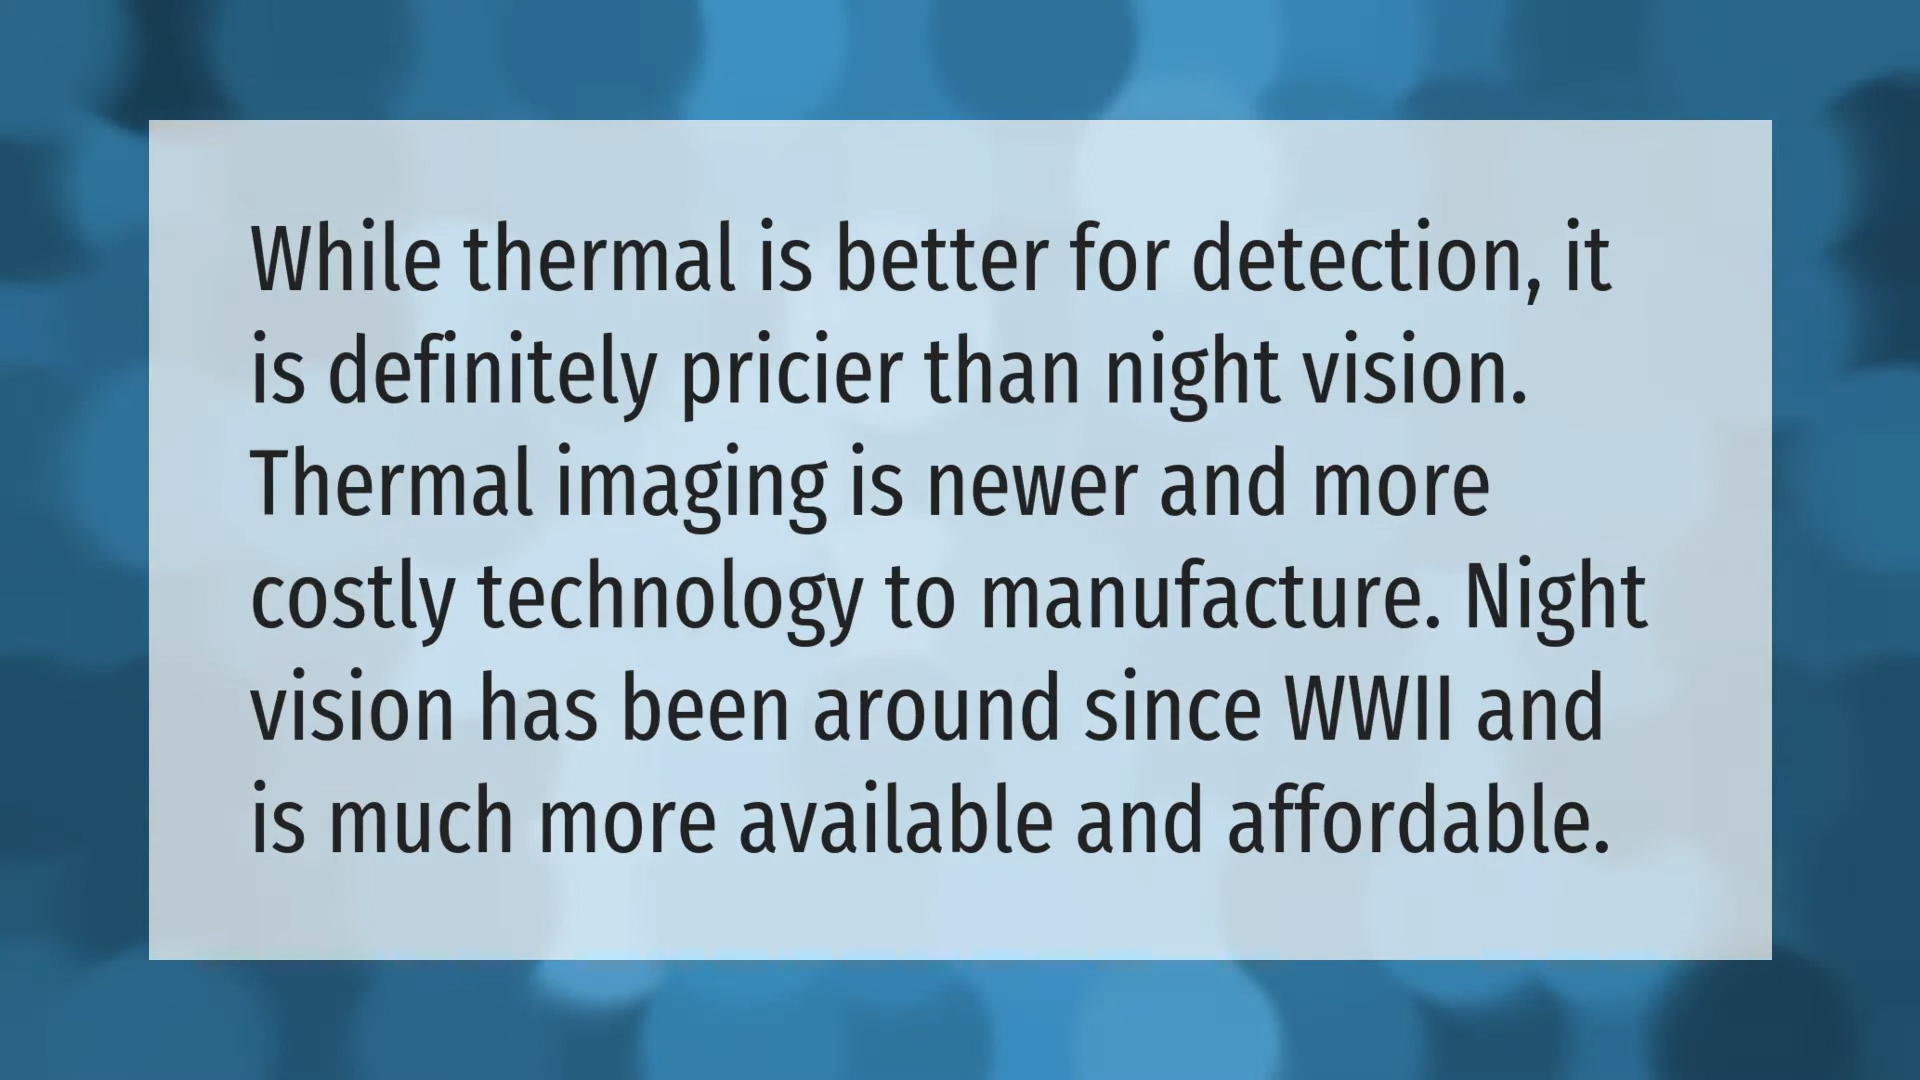 While thermal is better for detection, it
is definitely pricier than night vision.
Thermal imaging is newer and more
costly technology to manufacture. Night
vision has been around since WWII and
is much more available and affordable.